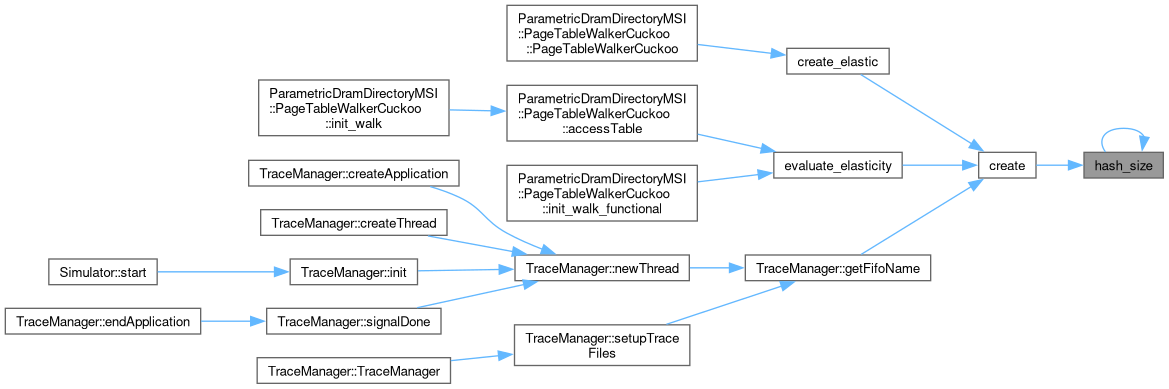 ParametricDramDirectoryMSI
::PageTableWalkerCuckoo
::PageTableWalkerCuckoo
create_elastic
ParametricDramDirectoryMSI
::PageTableWalkerCuckoo
::init_walk
ParametricDramDirectoryMSI
::PageTableWalkerCuckoo
::accessTable
evaluate_elasticity
create
hash_size
TraceManager::createApplication
ParametricDramDirectoryMSI
::PageTableWalkerCuckoo
::init_walk_functional
TraceManager::createThread
Simulator::start
TraceManager::init
TraceManager::newThread
TraceManager::getFifoName
TraceManager::endApplication
TraceManager::signalDone
TraceManager::setupTrace
Files
TraceManager::TraceManager